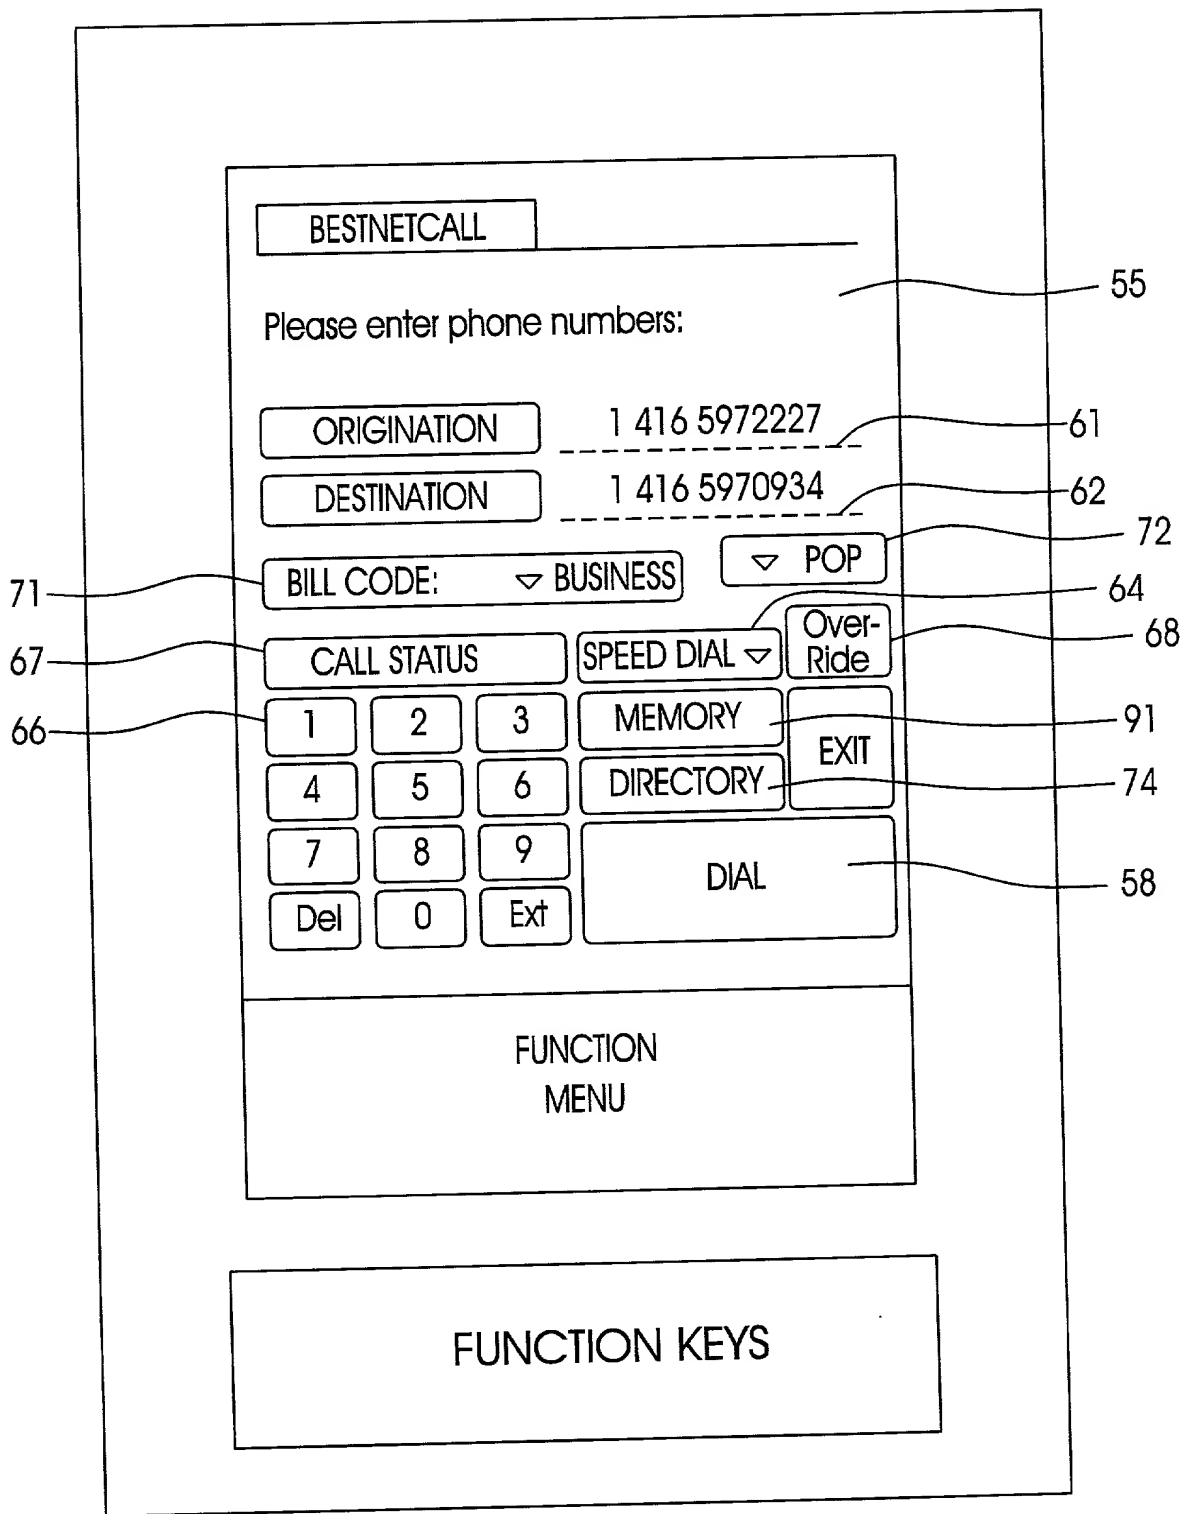 BESTNETCALL
55
Please enter phone numbers:
ORIGINATION 1 416 5972227 61
DESTINATION 1 416 5970934 62
72
71 BILL CODE: BUSINESS POP
64
67 CALL STATUS SPEED DIAL Over-
Ride 68
66 1 2 3 MEMORY 91
EXIT
4 5 6 DIRECTORY 74
7 8 9 DIAL 58
Del 0 Ext
FUNCTION
MENU
FUNCTION KEYS